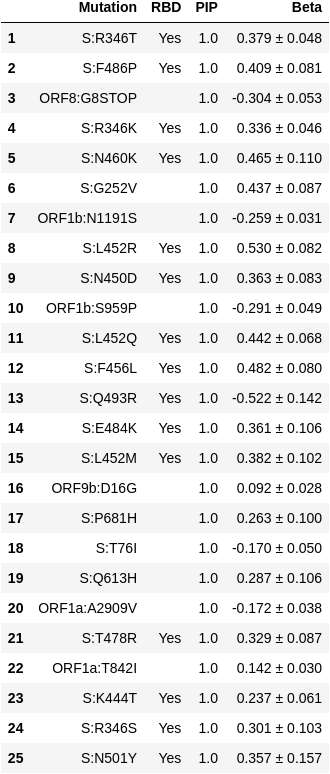 Mutation RBD PIP Beta
1 S:R346T Yes 1.0 0.379 ± 0.048
2 S:F486P Yes 1.0 0.409 ± 0.081
3 ORF8:G8STOP 1.0 -0.304 ± 0.053
4 S:R346K Yes 1.0 0.336 ± 0.046
5 S:N460K Yes 1.0 0.465 ± 0.110
6 S:G252V 1.0 0.437 ± 0.087
7 ORF1b:N1191S 1.0 -0.259 ± 0.031
8 S:L452R Yes 1.0 0.530 ± 0.082
9 S:N450D Yes 1.0 0.363 ± 0.083
10 ORF1b:S959P 1.0 -0.291 ± 0.049
11 S:L452Q Yes 1.0 0.442 ± 0.068
12 S:F456L Yes 1.0 0.482 ± 0.080
13 S:Q493R Yes 1.0 -0.522 ± 0.142
14 S:E484K Yes 1.0 0.361 ± 0.106
15 S:L452M Yes 1.0 0.382 ± 0.102
16 ORF9b:D16G 1.0 0.092 ± 0.028
17 S:P681H 1.0 0.263 ± 0.100
18 S:T76I 1.0 -0.170 ± 0.050
19 S:Q613H 1.0 0.287 ± 0.106
20 ORF1a:A2909V 1.0 -0.172 ± 0.038
21 S:T478R Yes 1.0 0.329 ± 0.087
22 ORF1a:T842I 1.0 0.142 ± 0.030
23 S:K444T Yes 1.0 0.237 ± 0.061
24 S:R346S Yes 1.0 0.301 ± 0.103
25 S:N501Y Yes 1.0 0.357 ± 0.157